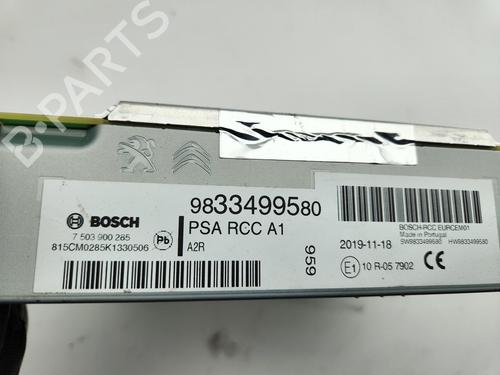 B-PARTS
BOSCH
7 503 900 285
815CM0285K1330506
Pb
9833499580
PSA RCC A1
A2R
959
BOSCH-RCC EURCEM01
Made in Portugal
2019-11-18
SW9833499580 HW9833499580
E1 10 R-05 7902